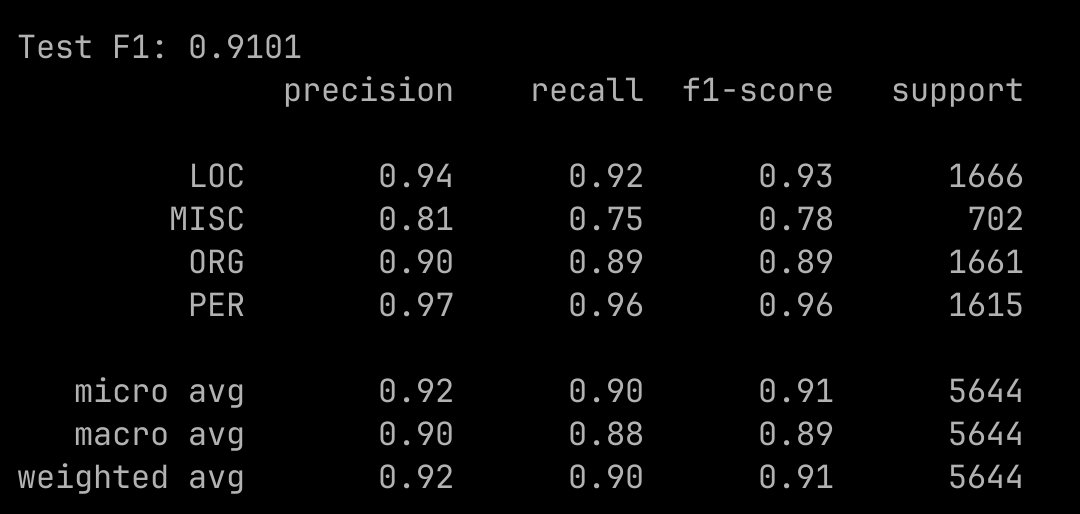 Test F1: 0.9101
precision recall f1-score support
LOC 0.94 0.92 0.93 1666
MISC 0.81 0.75 0.78 702
ORG 0.90 0.89 0.89 1661
PER 0.97 0.96 0.96 1615
micro avg 0.92 0.90 0.91 5644
macro avg 0.90 0.88 0.89 5644
weighted avg 0.92 0.90 0.91 5644